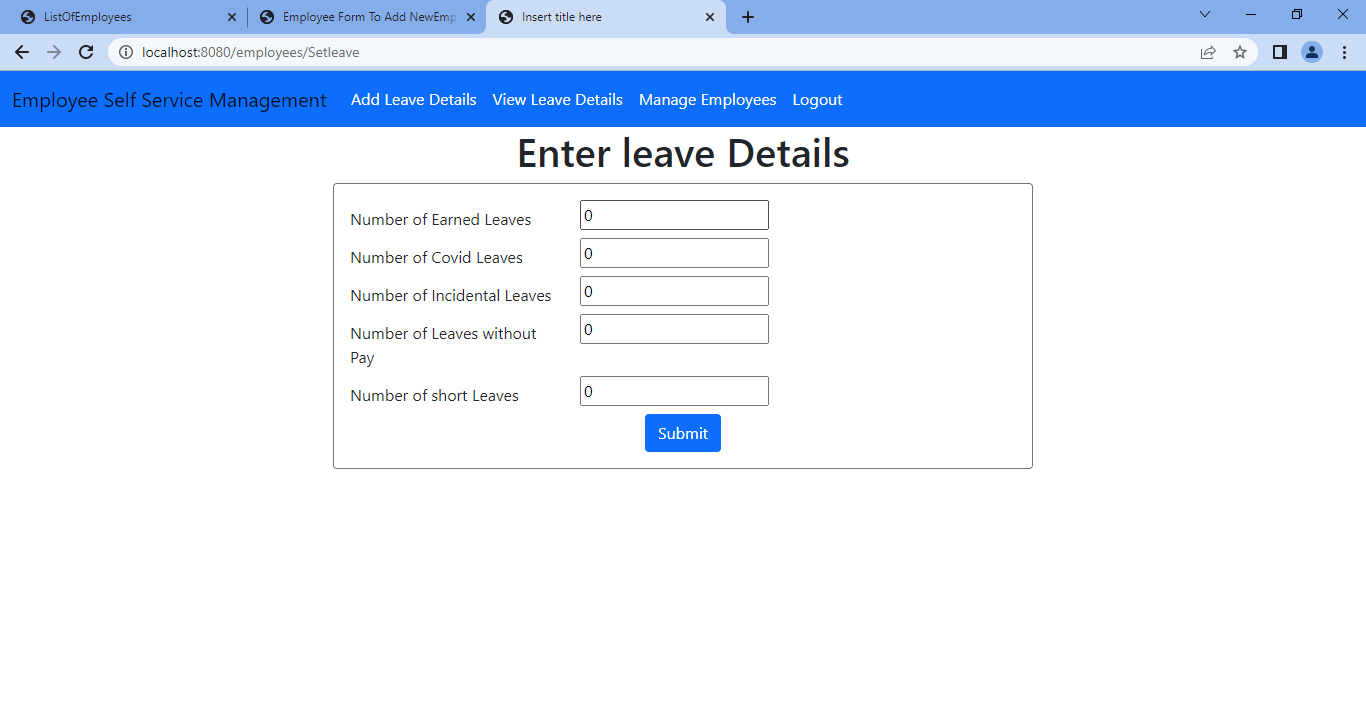 ListOfEmployees
Employee Form To Add NewEmp
Insert title here
localhost:8080/employees/Setleave
Employee Self Service Management Add Leave Details View Leave Details Manage Employees Logout
Enter leave Details
Number of Earned Leaves 0
Number of Covid Leaves 0
Number of Incidental Leaves 0
Number of Leaves without 0
Pay
Number of short Leaves 0
Submit